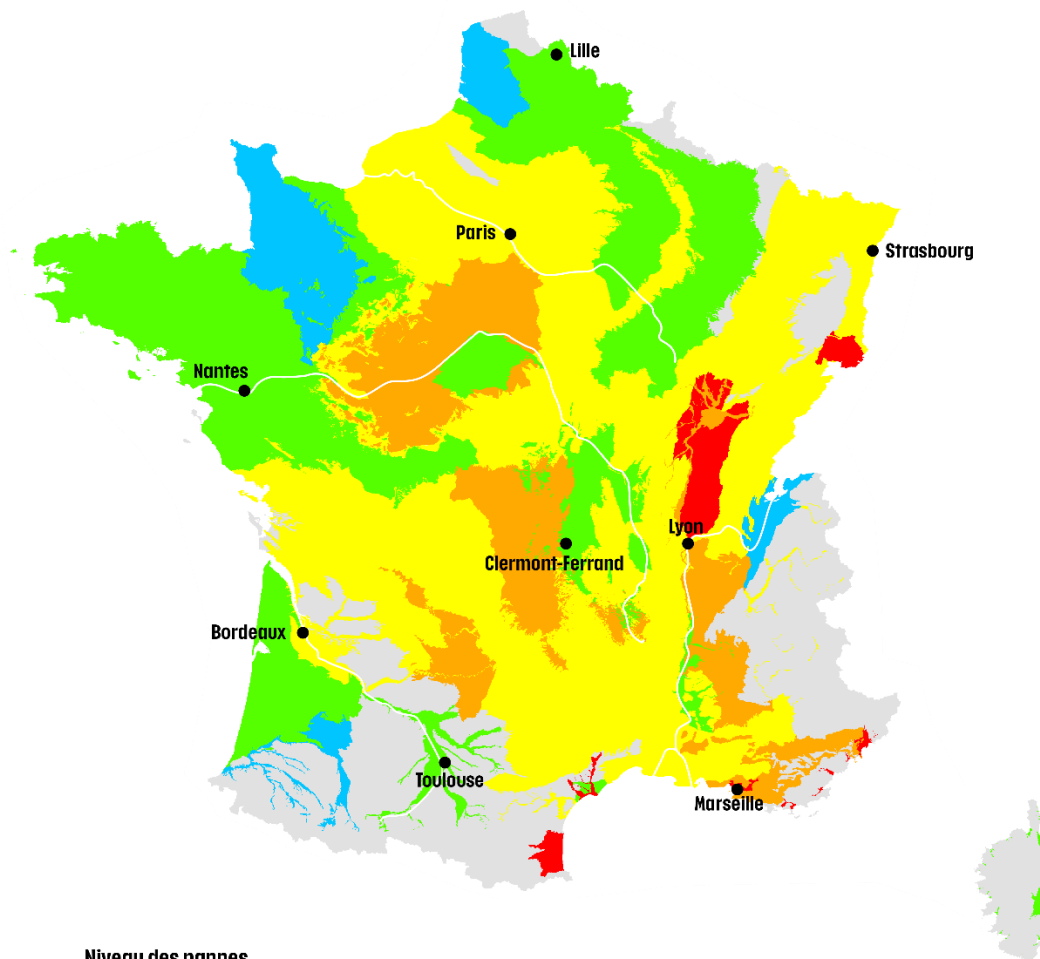 Lille
Paris
Strasbourg
Nantes
Lyon
Clermont-Ferrand
Bordeaux
Toulouse
Marseille
Niveau des nappes